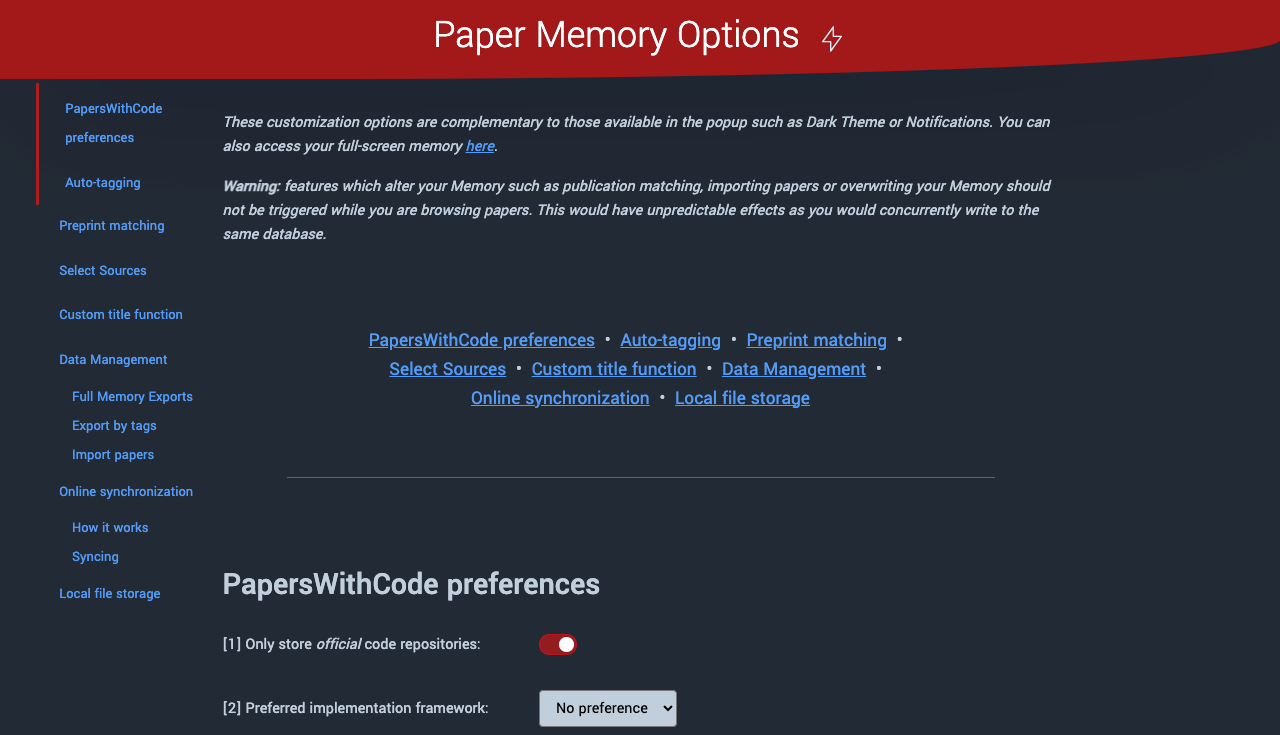 Paper Memory Options
PapersWithCode
preferences
Auto-tagging
Preprint matching
Select Sources
Custom title function
Data Management
Full Memory Exports
Export by tags
Import papers
Online synchronization
How it works
Syncing
Local file storage
These customization options are complementary to those available in the popup such as Dark Theme or Notifications. You can
also access your full-screen memory here.
Warning: features which alter your Memory such as publication matching, importing papers or overwriting your Memory should
not be triggered while you are browsing papers. This would have unpredictable effects as you would concurrently write to the
same database.
PapersWithCode preferences • Auto-tagging • Preprint matching •
Select Sources • Custom title function • Data Management •
Online synchronization • Local file storage
PapersWithCode preferences
[1] Only store official code repositories:
[2] Preferred implementation framework: No preference